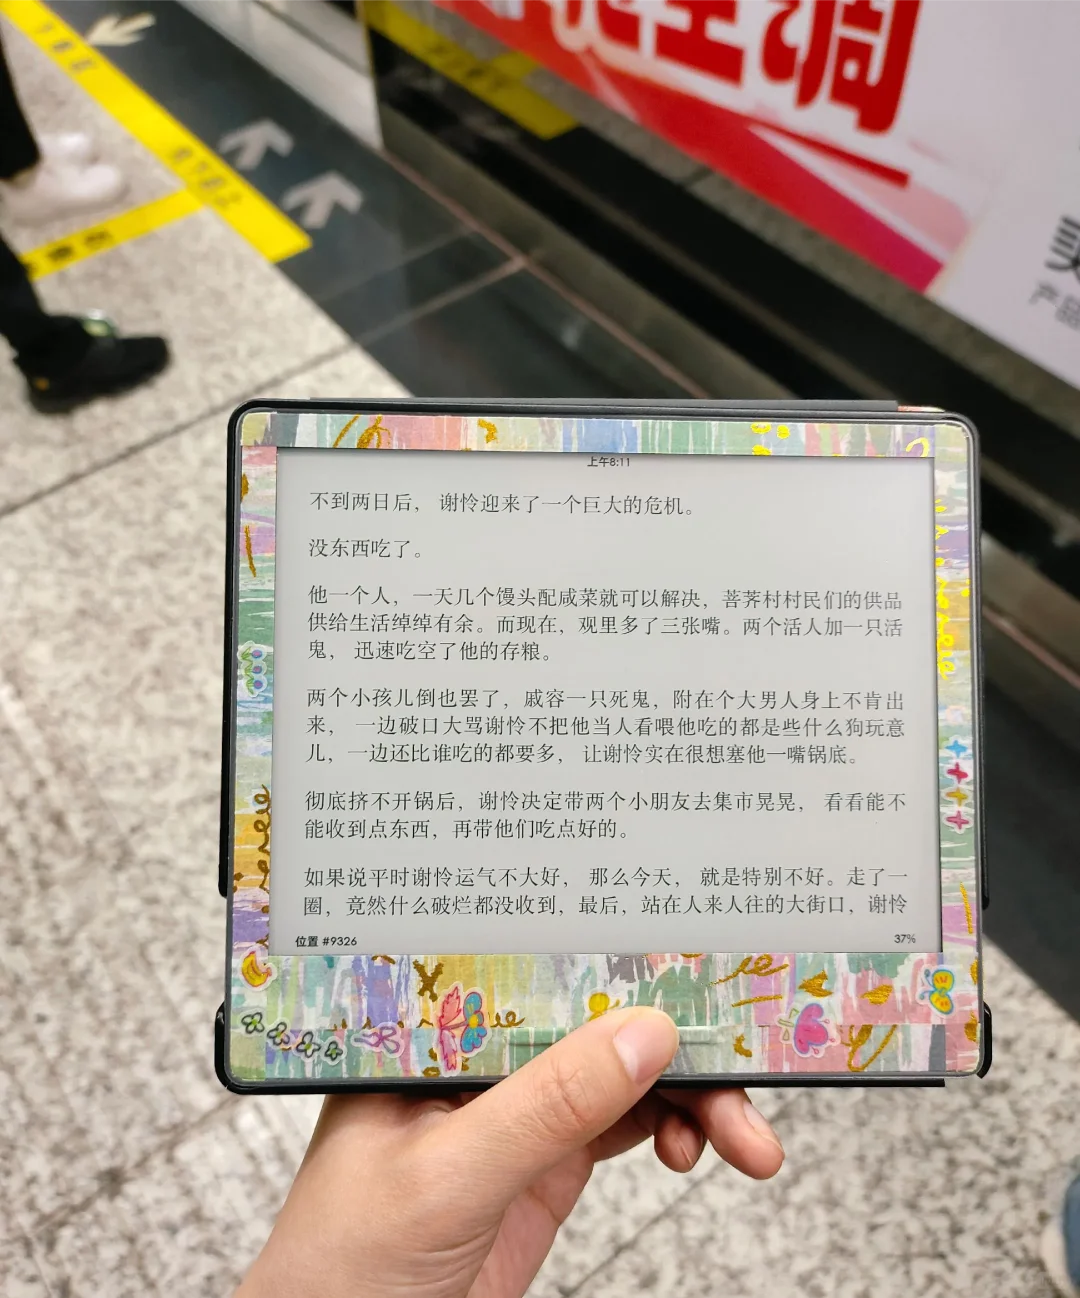 空调
买
产品
上午8:11
不到两日后， 谢怜迎来了一个巨大的危机。
没东西吃了。
他一个人，一天几个馒头配咸菜就可以解决，菩荠村村民们的供品
供给生活绰绰有余。而现在，观里多了三张嘴。两个活人加一只活
鬼， 迅速吃空了他的存粮。
两个小孩儿倒也罢了，戚容一只死鬼，附在个大男人身上不肯出
来， 一边破口大骂谢怜不把他当人看喂他吃的都是些什么狗玩意
儿，一边还比谁吃的都要多， 让谢怜实在很想塞他一嘴锅底。
彻底挤不开锅后，谢怜决定带两个小朋友去集市晃晃， 看看能不
能收到点东西，再带他们吃点好的。
如果说平时谢怜运气不大好， 那么今天， 就是特别不好。走了一
圈，竟然什么破烂都没收到，最后，站在人来人往的大街口，谢怜
位置 #9326
37%